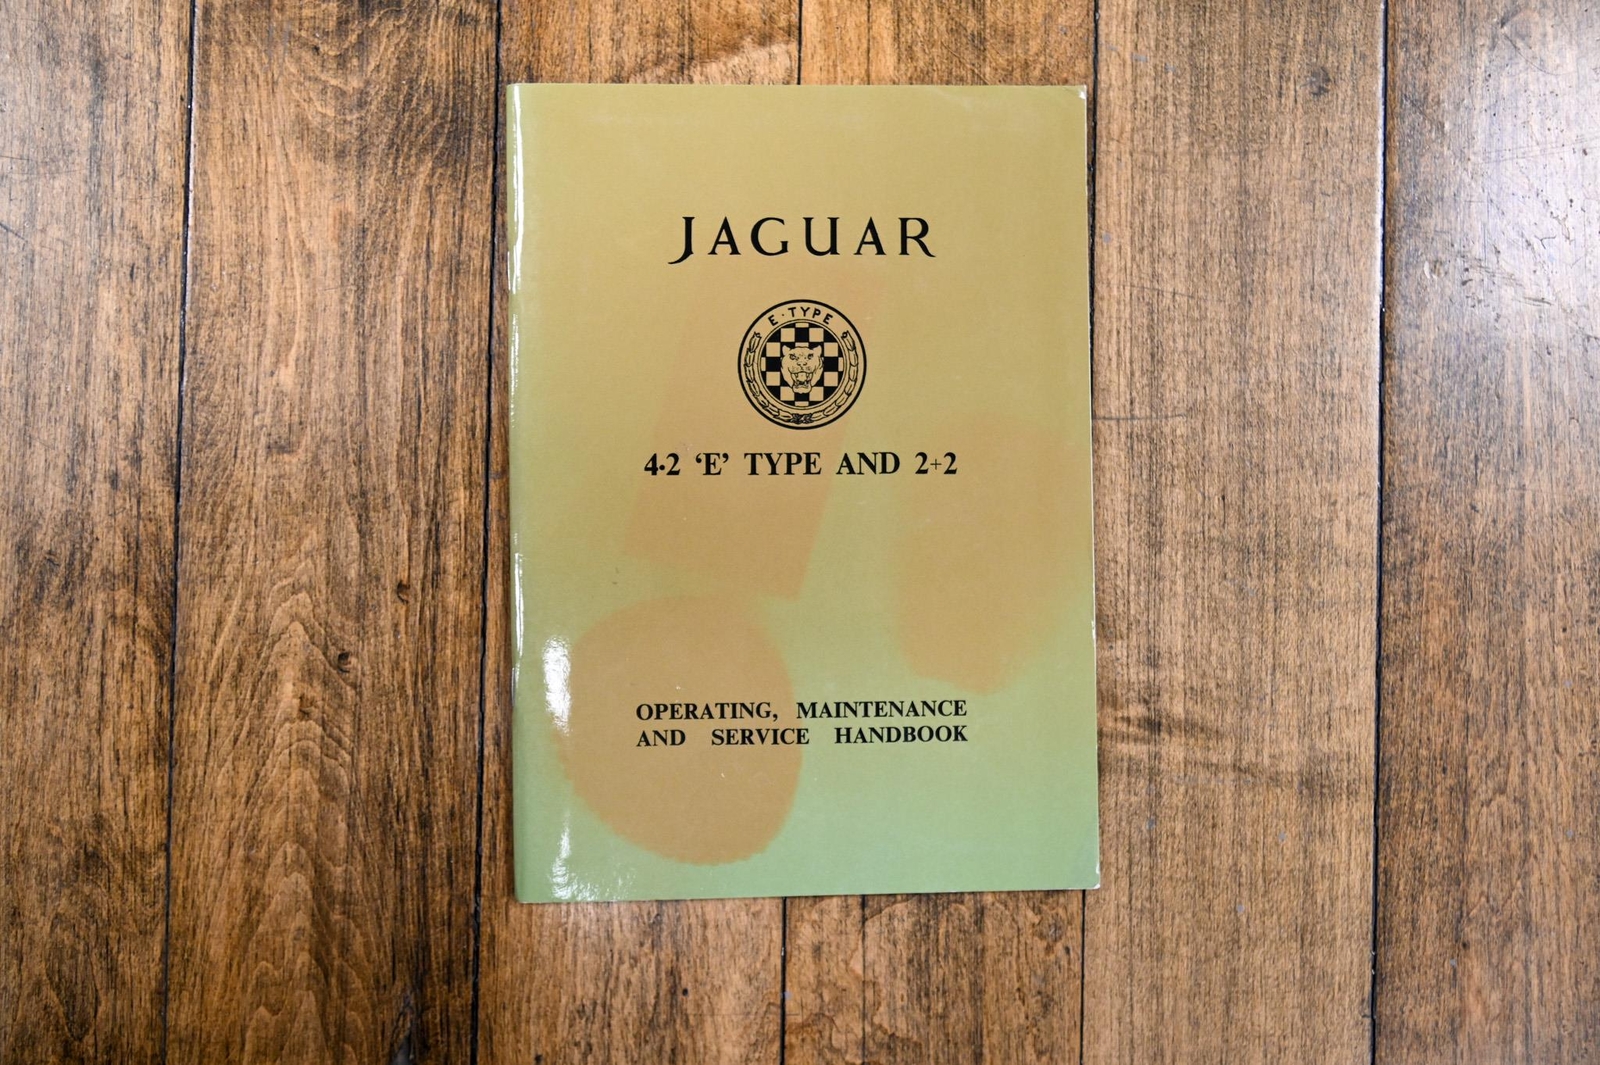 JAGUAR
E·TYPE
4·2 ‘E’ TYPE AND 2+2
OPERATING, MAINTENANCE
AND SERVICE HANDBOOK